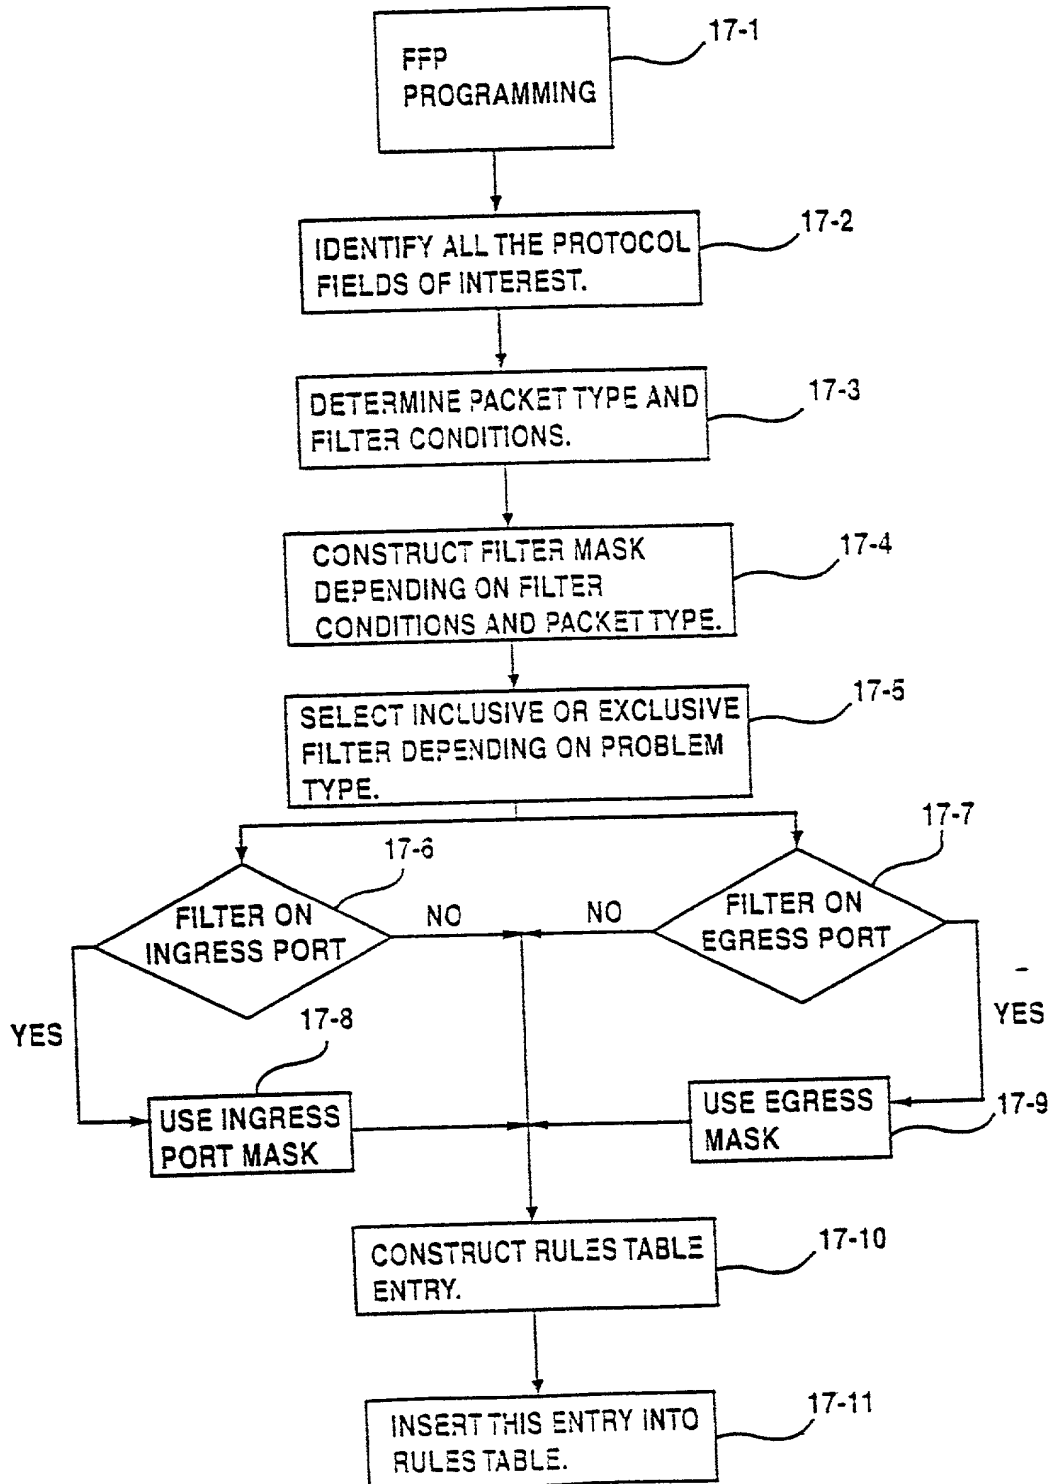 FFP
PROGRAMMING
17-1
IDENTIFY ALL THE PROTOCOL
FIELDS OF INTEREST.
17-2
DETERMINE PACKET TYPE AND
FILTER CONDITIONS.
17-3
CONSTRUCT FILTER MASK
DEPENDING ON FILTER
CONDITIONS AND PACKET TYPE.
17-4
SELECT INCLUSIVE OR EXCLUSIVE
FILTER DEPENDING ON PROBLEM
TYPE.
17-5
17-6
FILTER ON
INGRESS PORT
NO
YES
17-7
FILTER ON
EGRESS PORT
NO
YES
17-8
USE INGRESS
PORT MASK
USE EGRESS
MASK
17-9
CONSTRUCT RULES TABLE
ENTRY.
17-10
INSERT THIS ENTRY INTO
RULES TABLE.
17-11